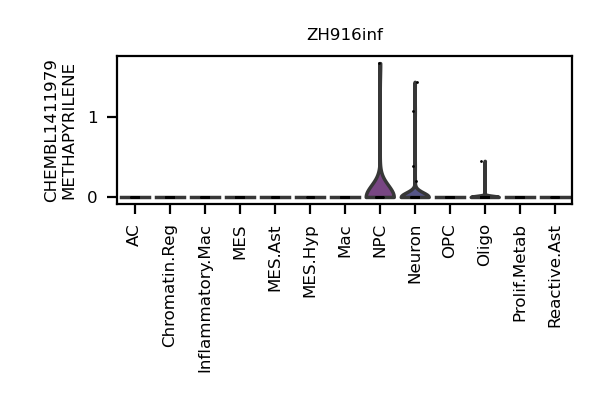 ZH916inf
CHEMBL1411979
METHAPYRILENE
1
0
AC
Chromatin.Reg
Inflammatory.Mac
MES
MES.Ast
MES.Hyp
Mac
NPC
Neuron
OPC
Oligo
Prolif.Metab
Reactive.Ast